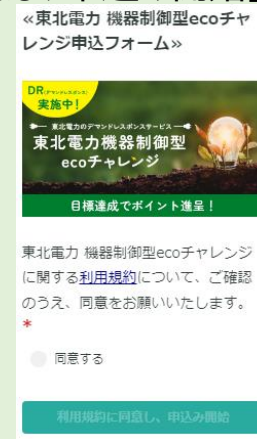 ≪東北電力 機器制御型ecoチャ
レンジ申込フォーム≫
DR(デマンドレスポンス)
実施中!
東北電力のデマンドレスポンスサービス
東北電力機器制御型
ecoチャレンジ
目標達成でポイント進呈!
東北電力 機器制御型ecoチャレンジ
に関する利用規約について、ご確認
のうえ、同意をお願いいたします。
*
同意する
利用規約に同意し、申込み開始